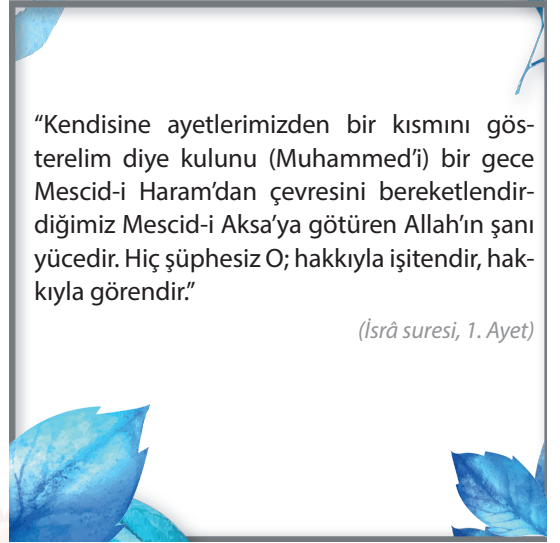 “Kendisine ayetlerimizden bir kısmını gös-
terelim diye kulunu (Muhammed’i) bir gece
Mescid-i Haram’dan çevresini bereketlendir-
diğimiz Mescid-i Aksa’ya götüren Allah’ın şanı
yücedir. Hiç şüphesiz O; hakkıyla işitendir, hak-
kıyla görendir.”
(İsrâ suresi, 1. Ayet)